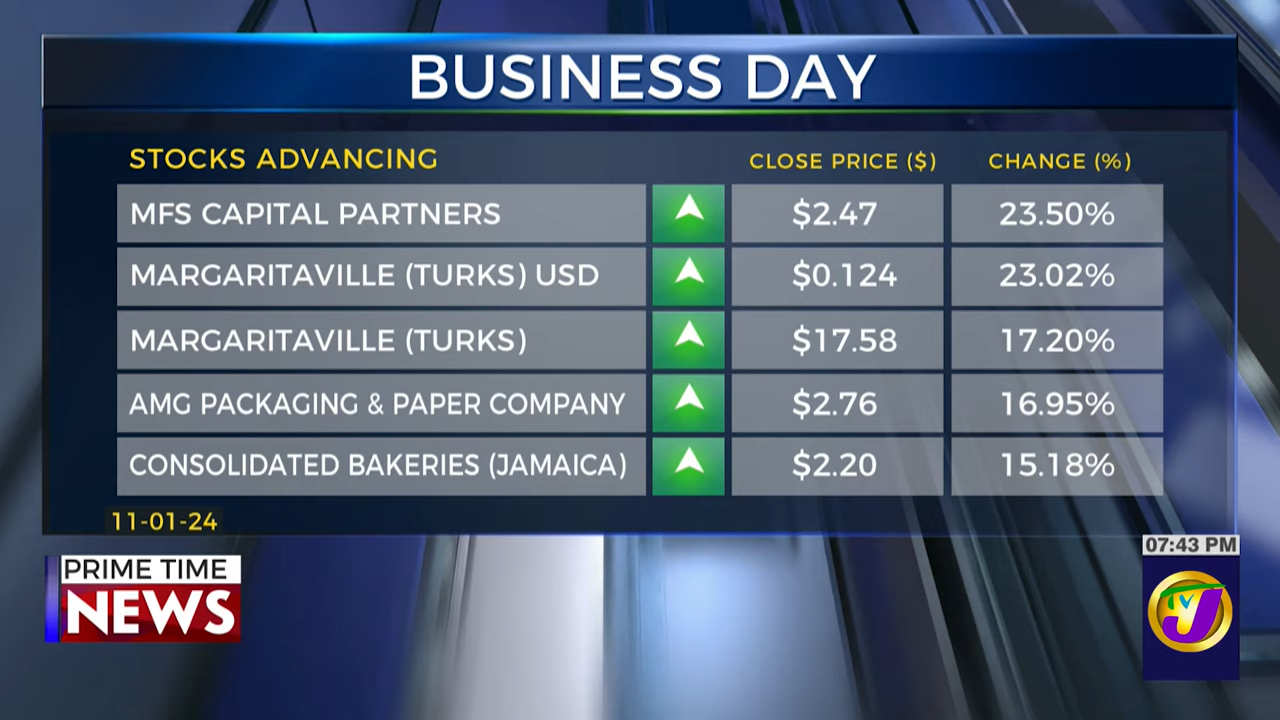 BUSINESS DAY
STOCKS ADVANCING CLOSE PRICE ($) CHANGE (%)
MFS CAPITAL PARTNERS $2.47 23.50%
MARGARITAVILLE (TURKS) USD $0.124 23.02%
MARGARITAVILLE (TURKS) $17.58 17.20%
AMG PACKAGING & PAPER COMPANY $2.76 16.95%
CONSOLIDATED BAKERIES (JAMAICA) $2.20 15.18%
11-01-24
07:43 PM
PRIME TIME
NEWS
TVJ